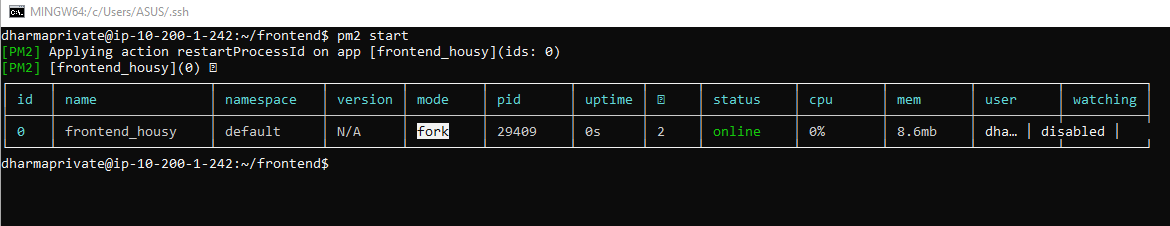 MINGW64:/c/Users/ASUS/.ssh
dharmaprivate@ip-10-200-1-242:~/frontend$ pm2 start
[PM2] Applying action restartProcessId on app [frontend_housy](ids: 0)
[PM2] [frontend_housy](0)
id name namespace version mode pid uptime status cpu mem user watching
0 frontend_housy default N/A fork 29409 0s 2 online 0% 8.6mb dha… disabled
dharmaprivate@ip-10-200-1-242:~/frontend$